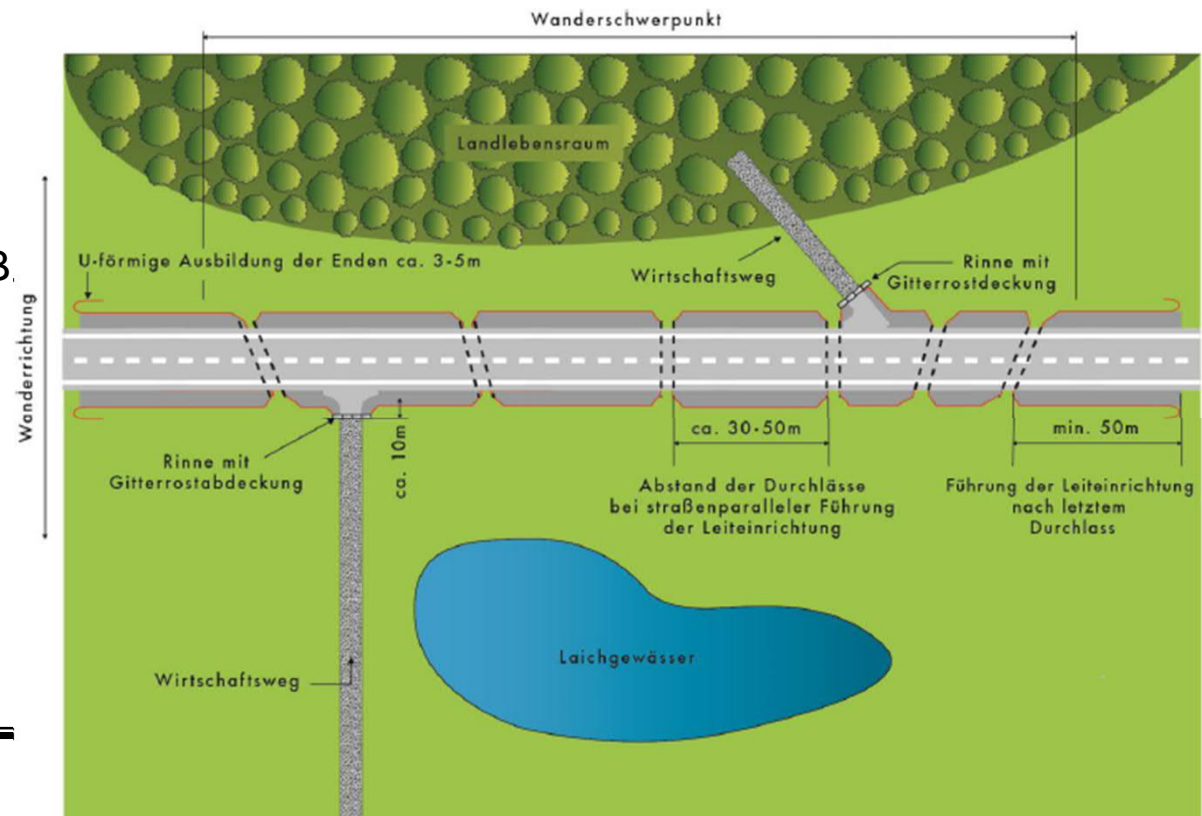 Wanderschwerpunkt
Landlebensraum
3
U-förmige Ausbildung der Enden ca. 3-5m
Wirtschaftsweg
Rinne mit
Gitterrostdeckung
Wanderrichtung
ca. 10m
ca. 30-50m
min. 50m
Rinne mit
Gitterrostabdeckung
Abstand der Durchlässe
bei straßenparalleler Führung
der Leiteinrichtung
Führung der Leiteinrichtung
nach letztem
Durchlass
Laichgewässer
Wirtschaftsweg